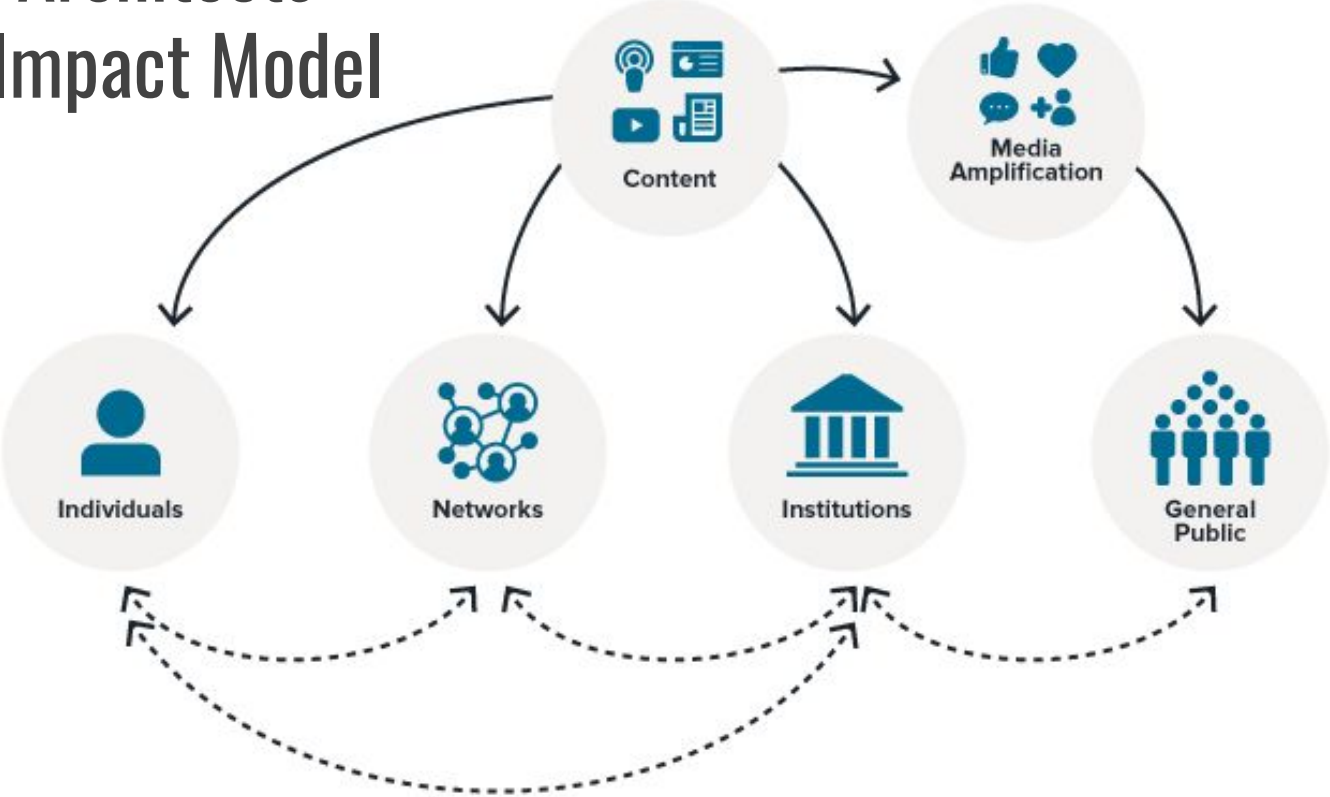 Impact Model
Content
Media
Amplification
Individuals
Networks
Institutions
General
Public